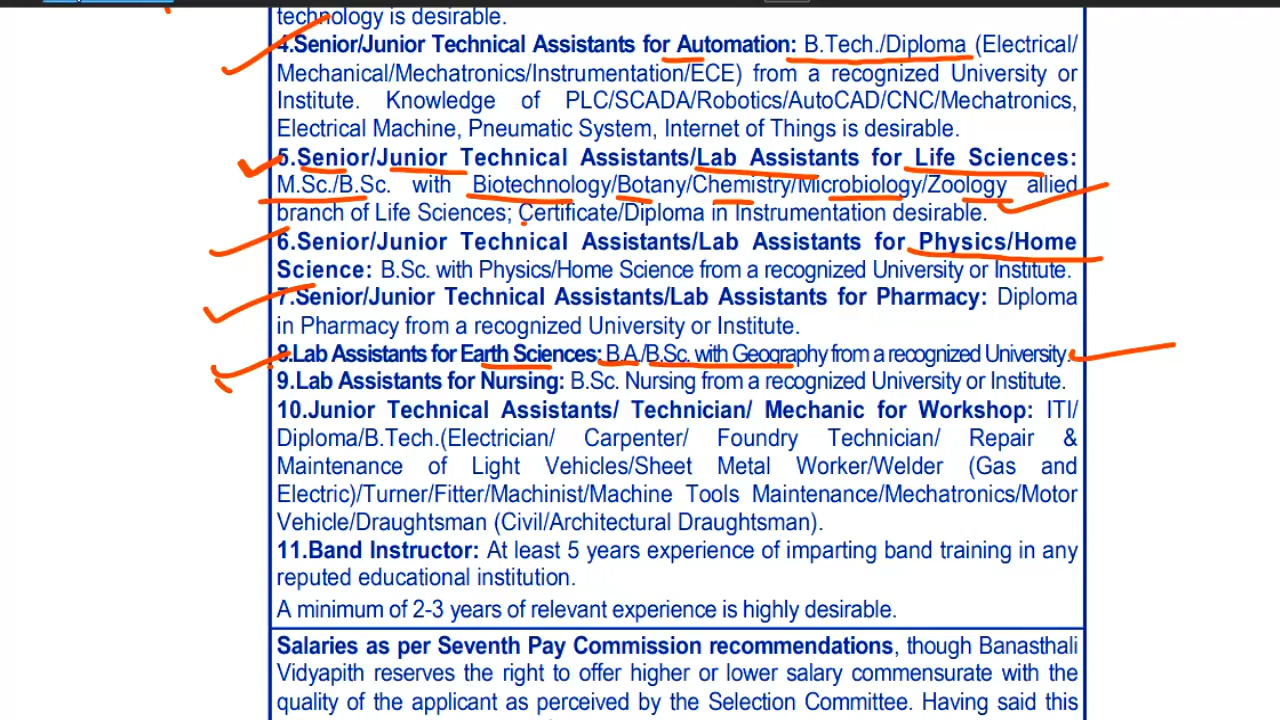 technology is desirable.
4.Senior/Junior Technical Assistants for Automation: B.Tech./Diploma (Electrical/
Mechanical/Mechatronics/Instrumentation/ECE) from a recognized University or
Institute. Knowledge of PLC/SCADA/Robotics/AutoCAD/CNC/Mechatronics,
Electrical Machine, Pneumatic System, Internet of Things is desirable.
5.Senior/Junior Technical Assistants/Lab Assistants for Life Sciences:
M.Sc./B.Sc. with Biotechnology/Botany/Chemistry/Microbiology/Zoology allied
branch of Life Sciences; Certificate/Diploma in Instrumentation desirable.
6.Senior/Junior Technical Assistants/Lab Assistants for Physics/Home
Science: B.Sc. with Physics/Home Science from a recognized University or Institute.
7.Senior/Junior Technical Assistants/Lab Assistants for Pharmacy: Diploma
in Pharmacy from a recognized University or Institute.
8.Lab Assistants for Earth Sciences: B.A./B.Sc. with Geography from a recognized University.
9.Lab Assistants for Nursing: B.Sc. Nursing from a recognized University or Institute.
10.Junior Technical Assistants/ Technician/ Mechanic for Workshop: ITI/
Diploma/B.Tech.(Electrician/ Carpenter/ Foundry Technician/ Repair &
Maintenance of Light Vehicles/Sheet Metal Worker/Welder (Gas and
Electric)/Turner/Fitter/Machinist/Machine Tools Maintenance/Mechatronics/Motor
Vehicle/Draughtsman (Civil/Architectural Draughtsman).
11.Band Instructor: At least 5 years experience of imparting band training in any
reputed educational institution.
A minimum of 2-3 years of relevant experience is highly desirable.
Salaries as per Seventh Pay Commission recommendations, though Banasthali
Vidyapith reserves the right to offer higher or lower salary commensurate with the
quality of the applicant as perceived by the Selection Committee. Having said this